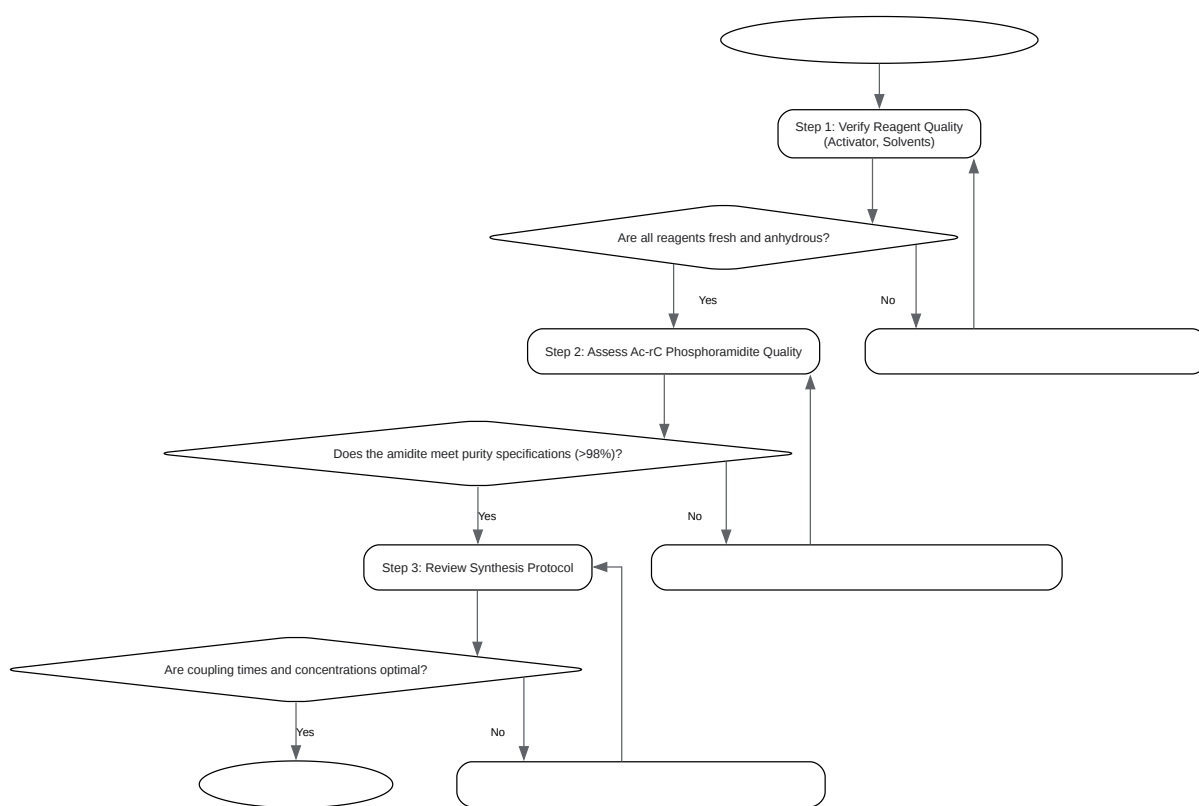 Step 1: Verify Reagent Quality
(Activator, Solvents)
Are all reagents fresh and anhydrous?
Yes
No
Step 2: Assess Ac-rC Phosphoramidite Quality
Does the amidite meet purity specifications (>98%)?
Yes
No
Step 3: Review Synthesis Protocol
Are coupling times and concentrations optimal?
Yes
No